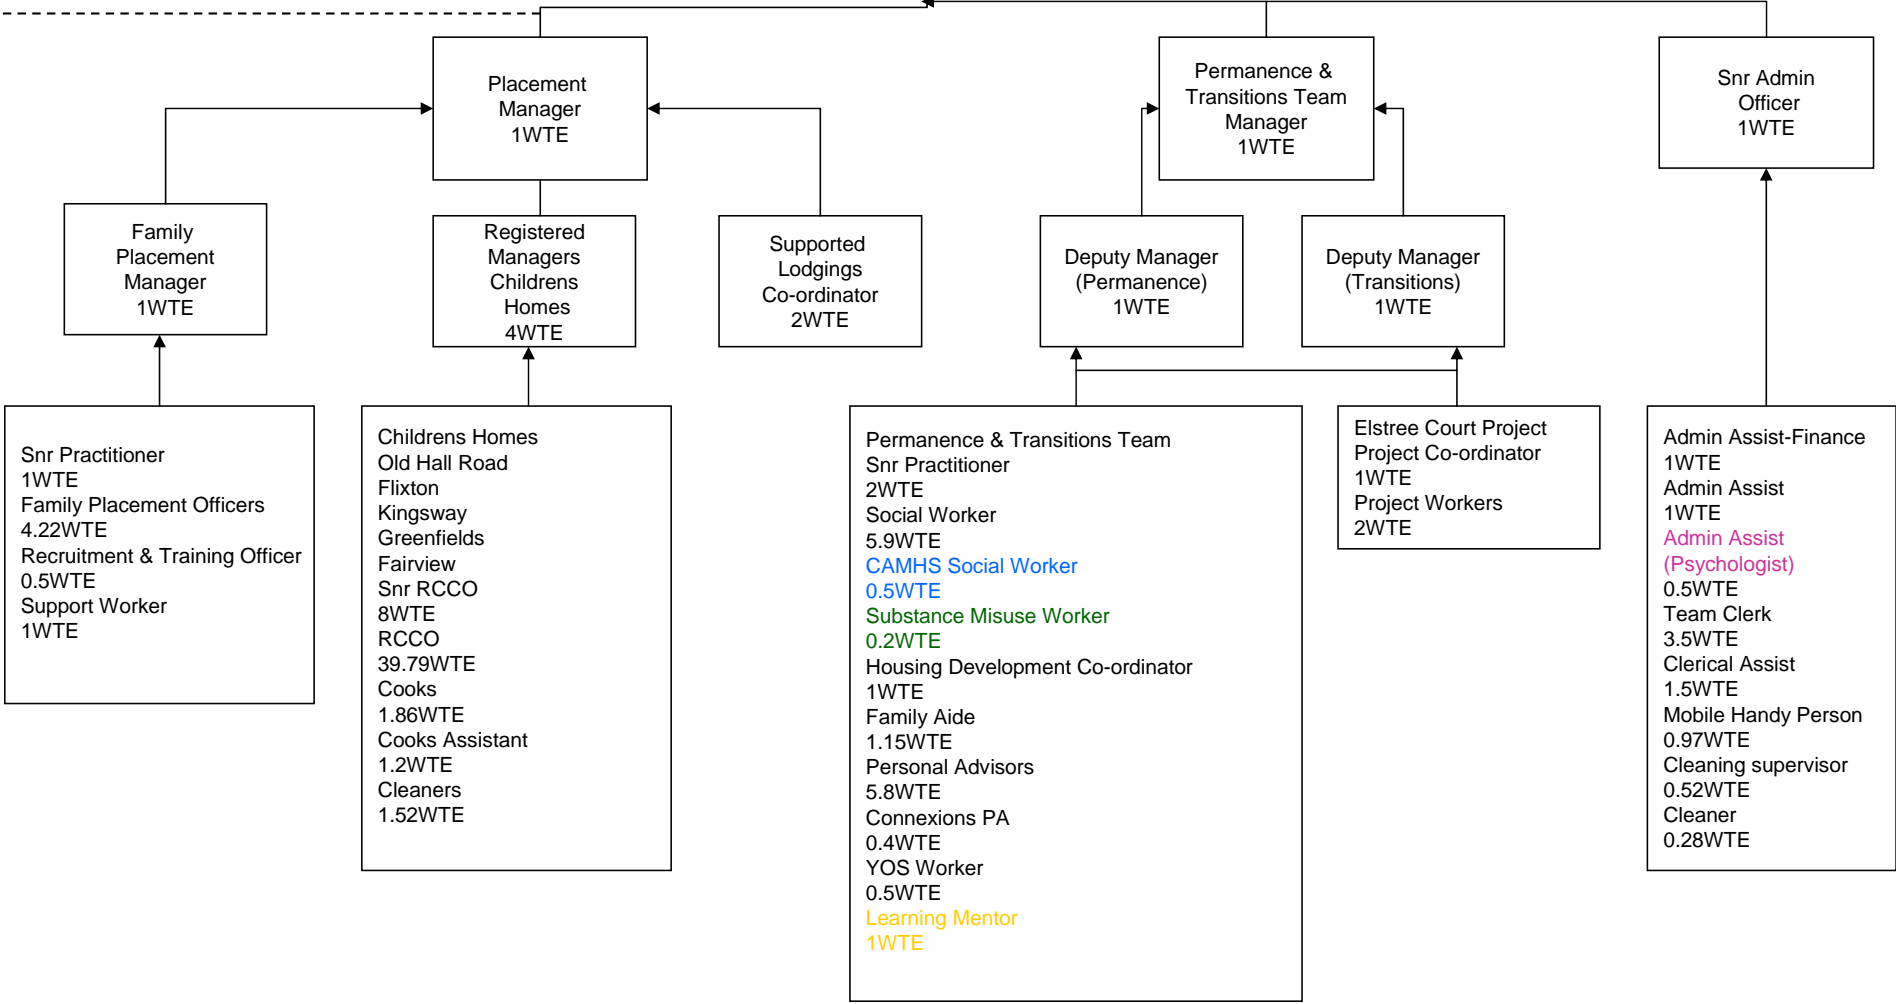 Placement
Manager
1WTE
Permanence &
Transitions Team
Manager
1WTE
Snr Admin
Officer
1WTE
Family
Placement
Manager
1WTE
Registered
Managers
Childrens
Homes
4WTE
Supported
Lodgings
Co-ordinator
2WTE
Deputy Manager
(Permanence)
1WTE
Deputy Manager
(Transitions)
1WTE
Snr Practitioner
1WTE
Family Placement Officers
4.22WTE
Recruitment & Training Officer
0.5WTE
Support Worker
1WTE
Childrens Homes
Old Hall Road
Flixton
Kingsway
Greenfields
Fairview
Snr RCCO
8WTE
RCCO
39.79WTE
Cooks
1.86WTE
Cooks Assistant
1.2WTE
Cleaners
1.52WTE
Permanence & Transitions Team
Snr Practitioner
2WTE
Social Worker
5.9WTE
CAMHS Social Worker
0.5WTE
Substance Misuse Worker
0.2WTE
Housing Development Co-ordinator
1WTE
Family Aide
1.15WTE
Personal Advisors
5.8WTE
Connexions PA
0.4WTE
YOS Worker
0.5WTE
Learning Mentor
1WTE
Elstree Court Project
Project Co-ordinator
1WTE
Project Workers
2WTE
Admin Assist-Finance
1WTE
Admin Assist
1WTE
Admin Assist
(Psychologist)
0.5WTE
Team Clerk
3.5WTE
Clerical Assist
1.5WTE
Mobile Handy Person
0.97WTE
Cleaning supervisor
0.52WTE
Cleaner
0.28WTE